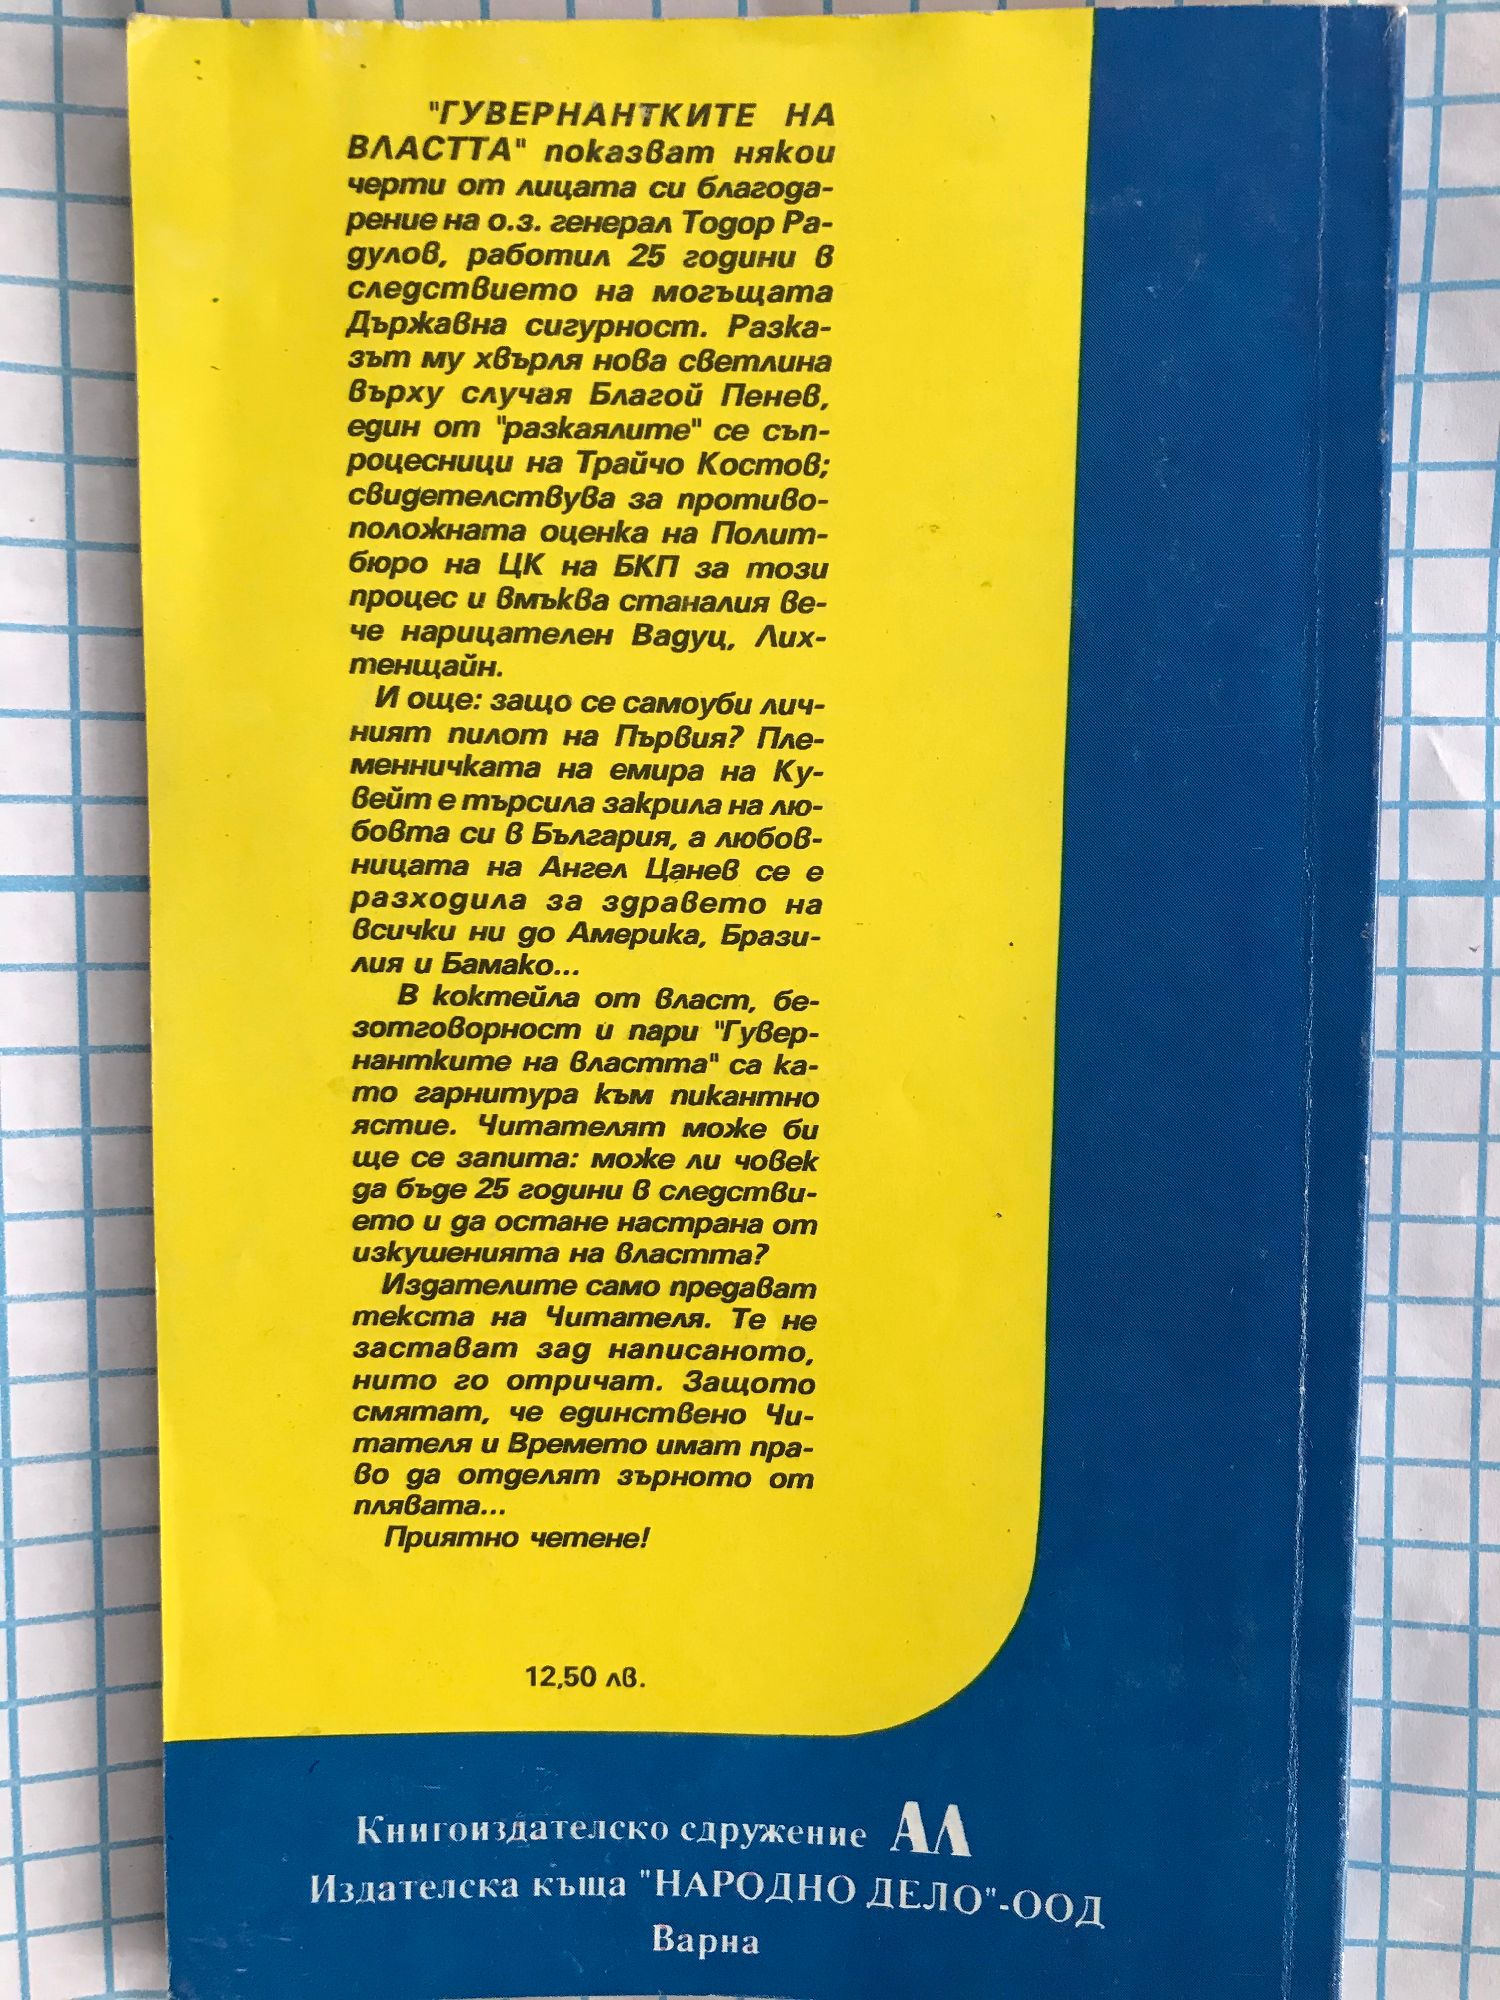 "ГУВЕРНАНТКИТЕ НА
ВЛАСТТА" показват някои
черти от лицата си благода-
рение на о.з. генерал Тодор Ра-
дулов, работил 25 години в
следствието на могъщата
Държавна сигурност. Разка-
зът му хвърля нова светлина
върху случая Благой Пенев,
един от "разкаялите" се съп-
роцесници на Трайчо Костов;
свидетелствува за противо-
положната оценка на Полит-
бюро на ЦК на БКП за този
процес и вмъква станалия ве-
че нарицателен Вадуц, Лих-
тенщайн.
И още: защо се самоуби лич-
ният пилот на Първия? Пле-
менничката на емира на Ку-
вейт е търсила закрила на лю-
бовта си в България, а любов-
ницата на Ангел Цанев се е
разходила за здравето на
всички ни до Америка, Брази-
лия и Бамако...
В коктейла от власт, бе-
зотговорност и пари "Гувер-
нантките на властта" са ка-
то гарнитура към пикантно
ястие. Читателят може би
ще се запита: може ли човек
да бъде 25 години в следстви-
ето и да остане настрана от
изкушенията на властта?
Издателите само предават
текста на Читателя. Те не
застават зад написаното,
нито го отричат. Защото
смятат, че единствено Чи-
тателя и Времето имат пра-
во да отделят зърното от
плявата...
Приятно четене!
12,50 лв.
Книгоиздателско сдружение АЛ
Издателска къща "НАРОДНО ДЕЛО"-ООД
Варна